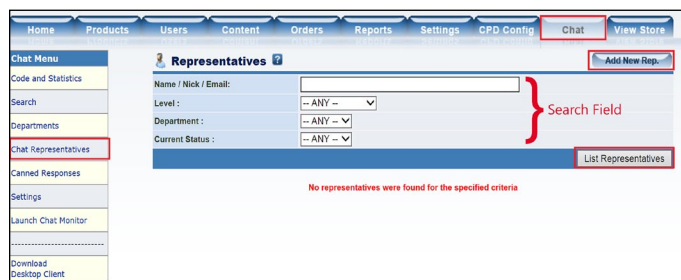 Home Products Users Content Orders Reports Settings CPD Config Chat View Store
Chat Menu
Representatives ?
Add New Rep.
Code and Statistics
Search
Departments
Chat Representatives
Canned Responses
Settings
Launch Chat Monitor
---------------------------
Download
Desktop Client
Name / Nick / Email:
Level : -- ANY --
Department : -- ANY --
Current Status : -- ANY --
Search Field
List Representatives
No representatives were found for the specified criteria